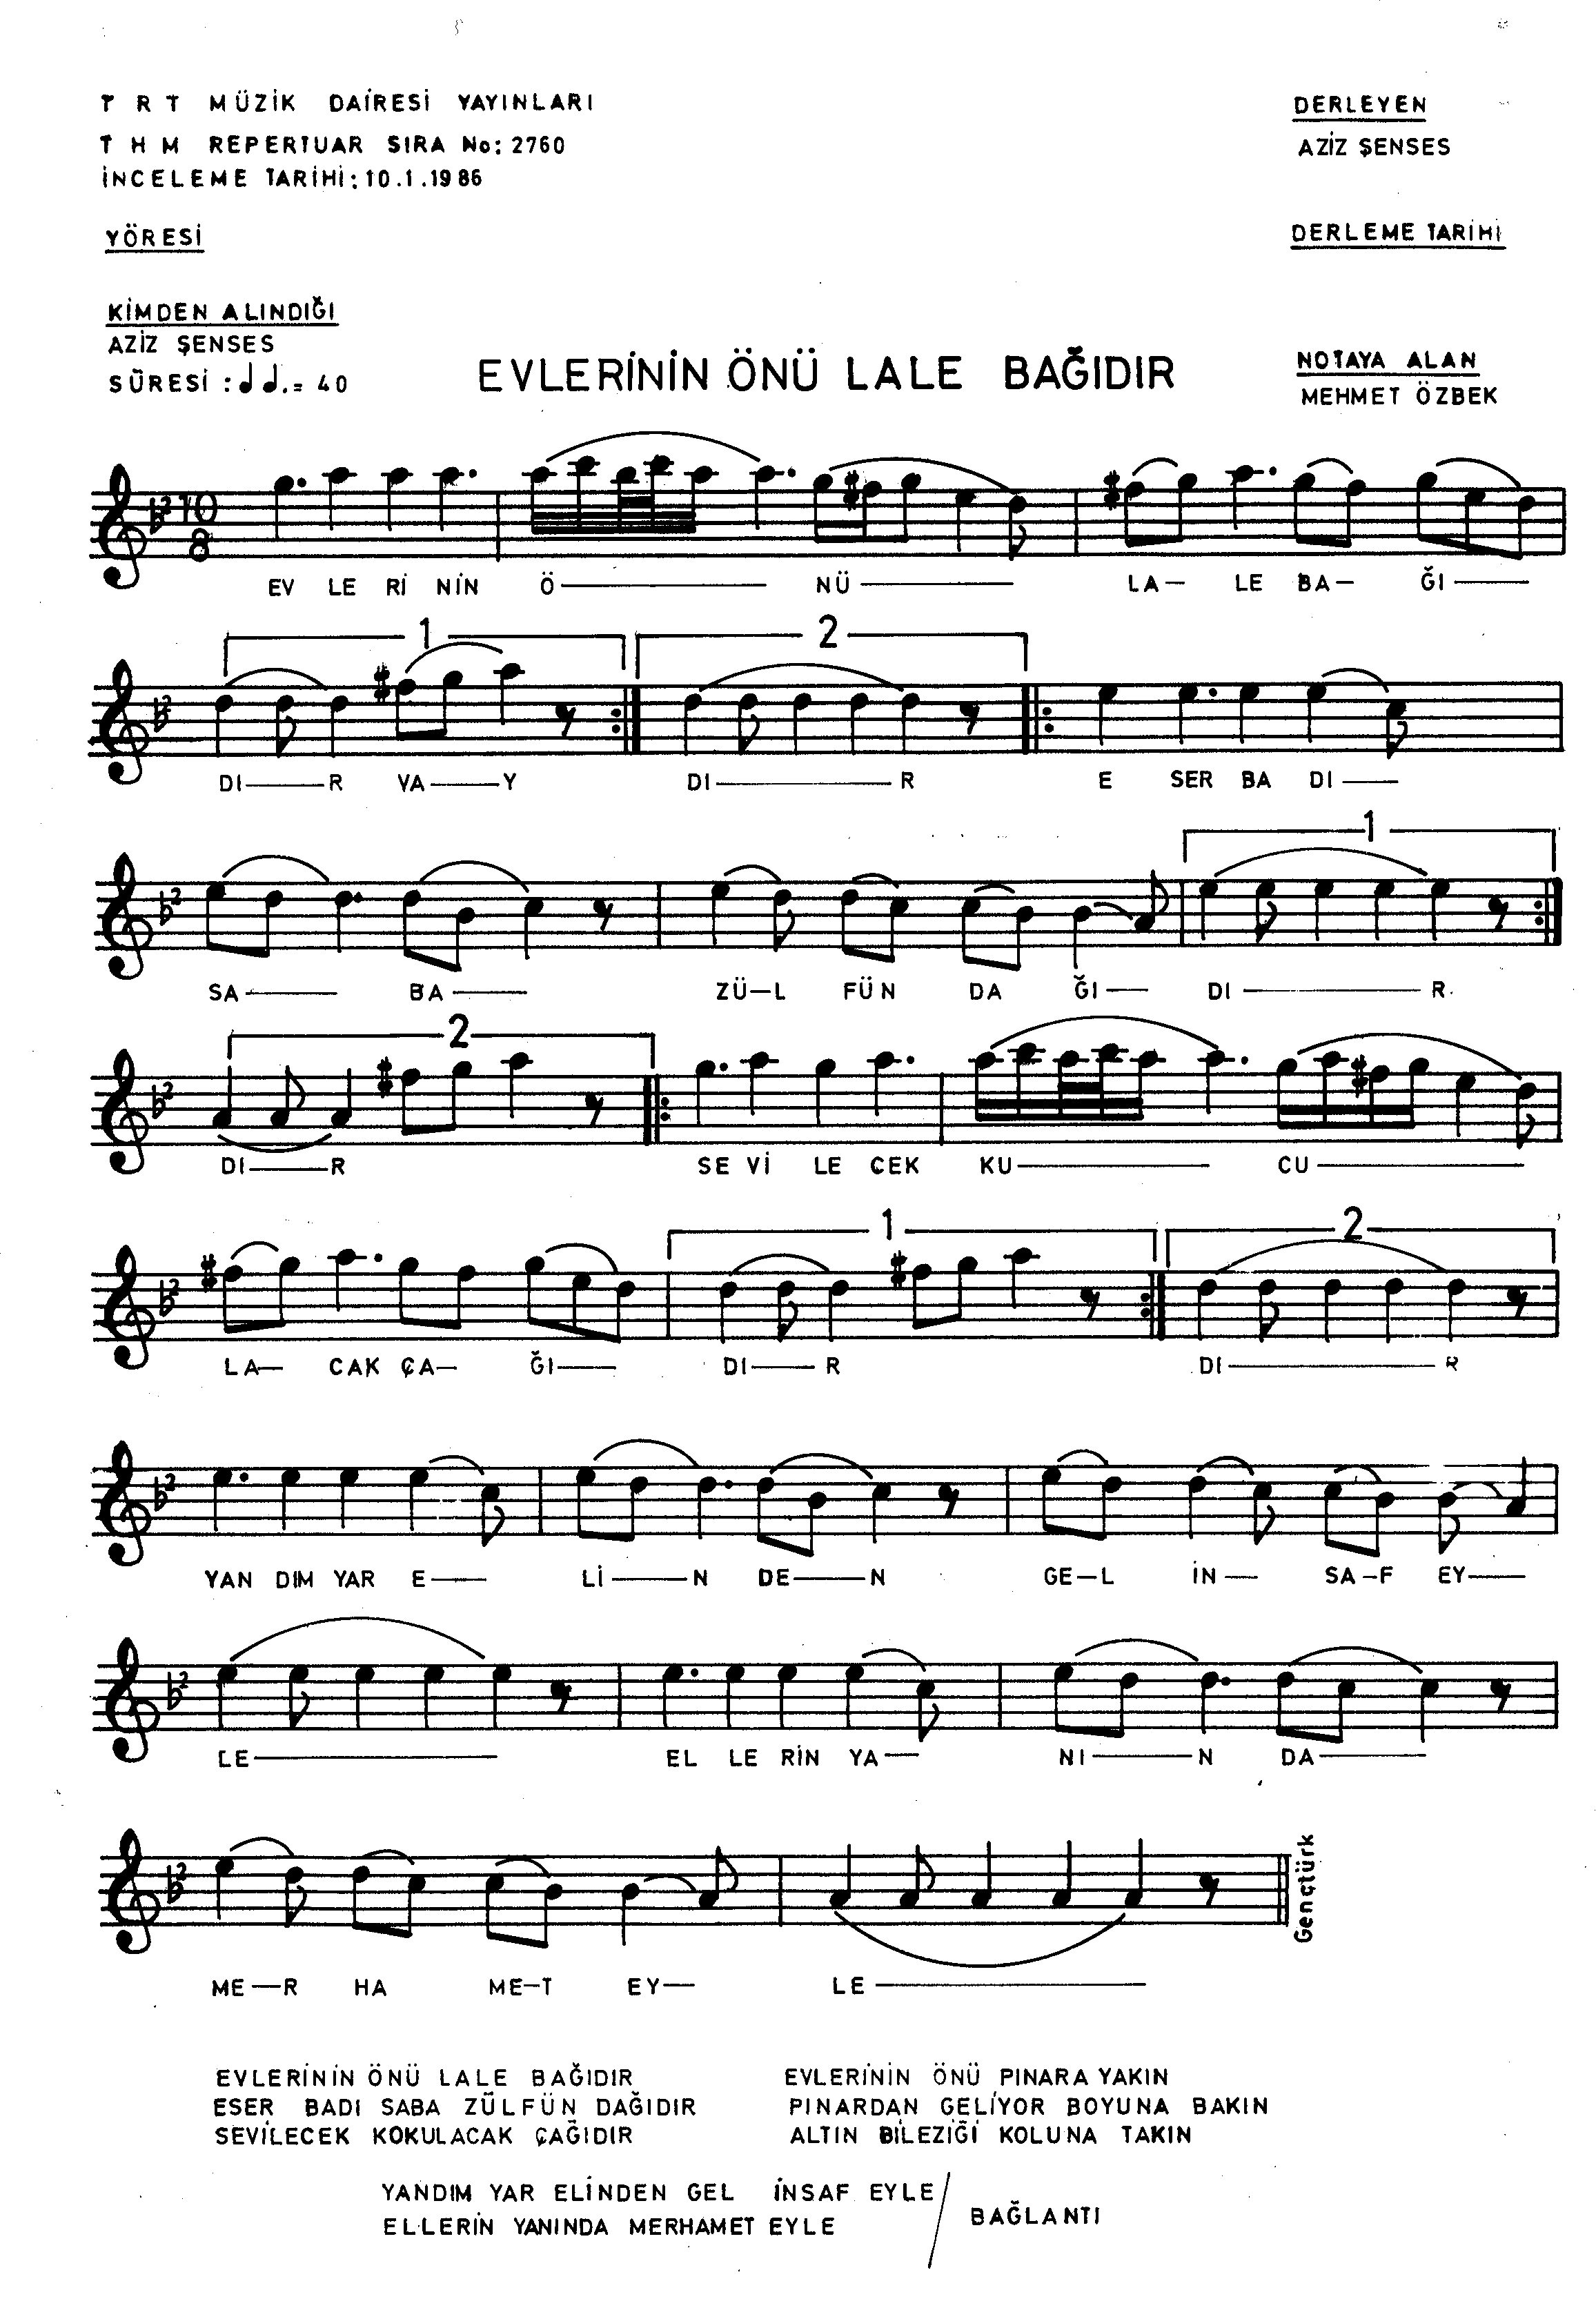 T R T MÜZİK DAİRESİ YAYINLARI
T H M REPERTUAR SIRA No: 2760
İNCELEME TARİHİ: 10.1.1986
DERLEYEN
AZİZ ŞENSES
YÖRESİ
DERLEME TARİHİ
KİMDEN ALINDIĞI
AZİZ ŞENSES
SÜRESİ : 𝅗𝅥 𝅗𝅥. = 40
EVLERİNİN ÖNÜ LALE BAĞIDIR
NOTAYA ALAN
MEHMET ÖZBEK
10
8
EV LE Rİ NİN Ö— NÜ— LA— LE BA— ĞI—
1 2
DI—R VA—Y DI—R E SER BA DI—
1
SA— BA— ZÜ—L FÜN DA ĞI— DI—R
2
DI—R SE Vİ LE CEK KU— CU—
1 2
LA— CAK ÇA— ĞI— DI—R DI—R
YAN DIM YAR E— Lİ—N DE—N GE—L İN— SA—F EY—
LE— EL LE RİN YA— NI—N DA—
ME—R HA ME—T EY— LE—
Gençtürk
EVLERİNİN ÖNÜ LALE BAĞIDIR
ESER BADI SABA ZÜLFÜN DAĞIDIR
SEVİLECEK KOKULACAK ÇAĞIDIR
EVLERİNİN ÖNÜ PINARA YAKIN
PINARDAN GELİYOR BOYUNA BAKIN
ALTIN BİLEZİĞİ KOLUNA TAKIN
YANDIM YAR ELİNDEN GEL İNSAF EYLE
ELLERİN YANINDA MERHAMET EYLE
BAĞLANTI